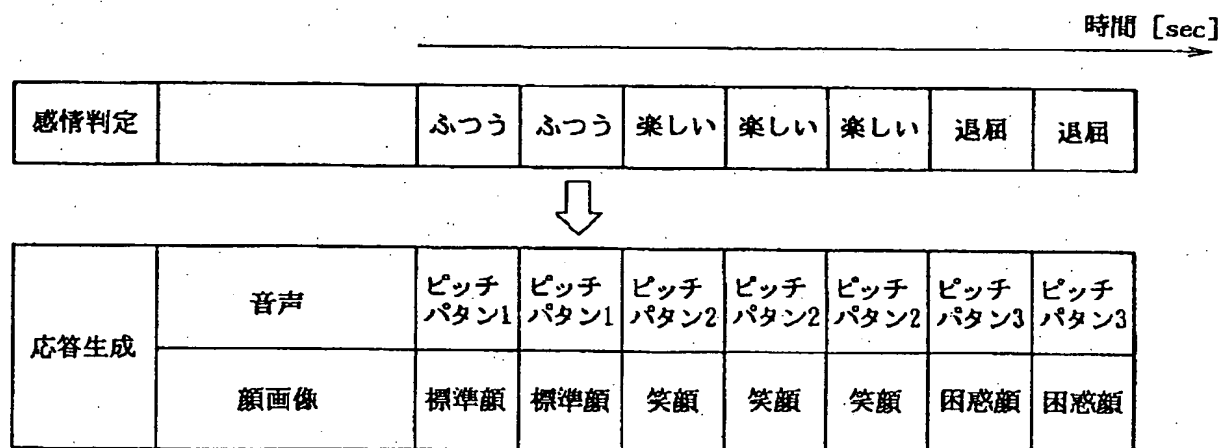 時間 [sec]
感情判定 ふつう ふつう 楽しい 楽しい 楽しい 退屈 退屈
応答生成
音声 ピッチパタン1 ピッチパタン1 ピッチパタン2 ピッチパタン2 ピッチパタン2 ピッチパタン3 ピッチパタン3
顔画像 標準顔 標準顔 笑顔 笑顔 笑顔 困惑顔 困惑顔